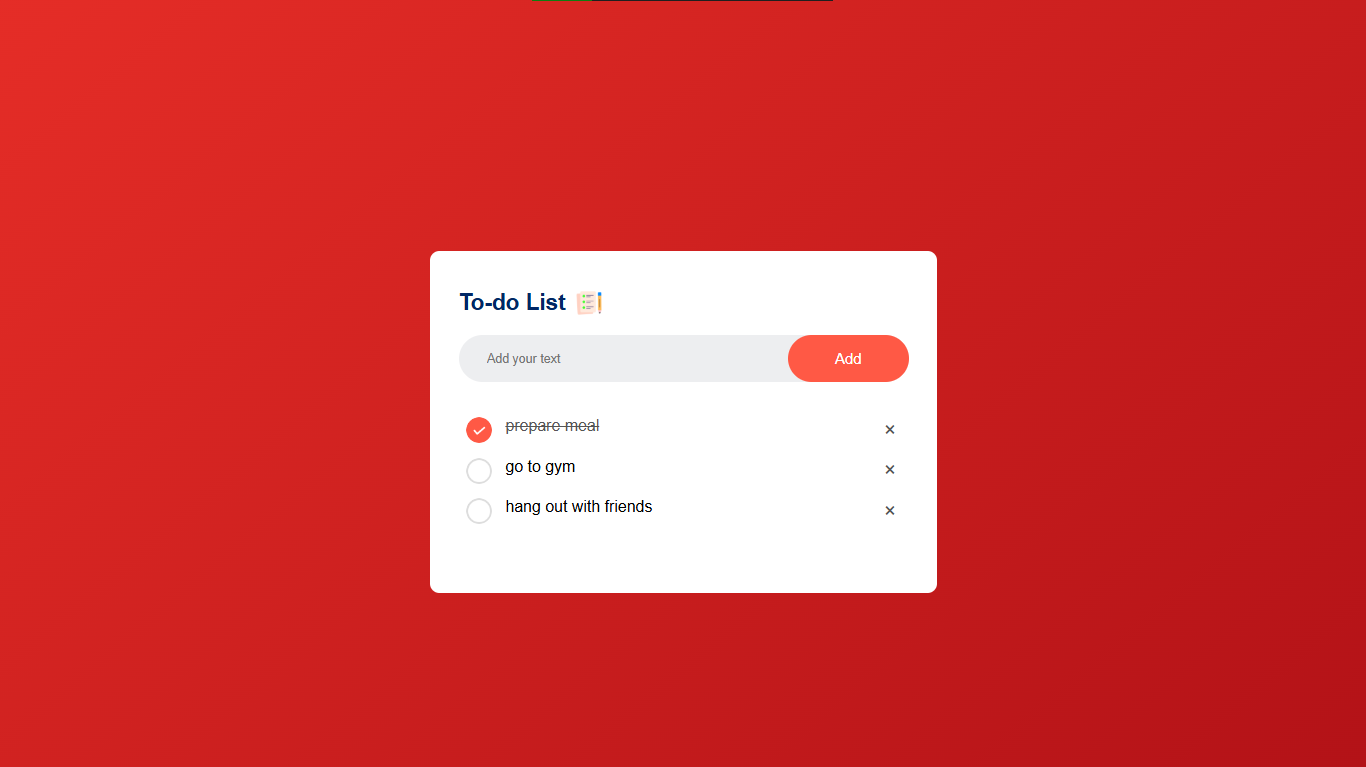 To-do List
Add your text
Add
prepare meal
go to gym
hang out with friends